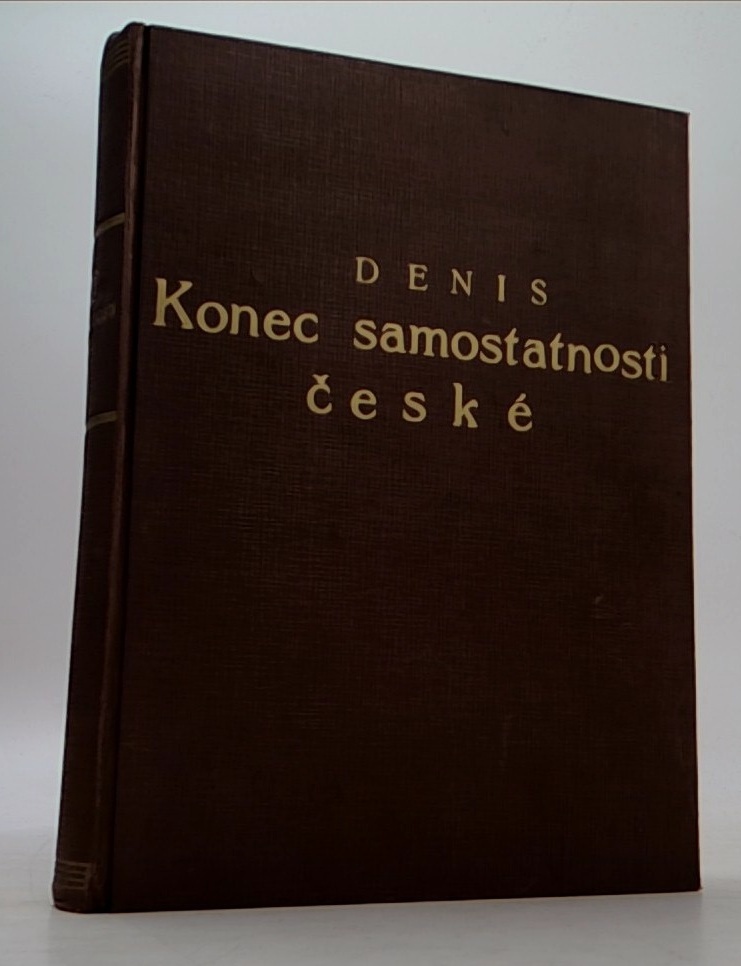 DENIS
Konec samostatnosti
české